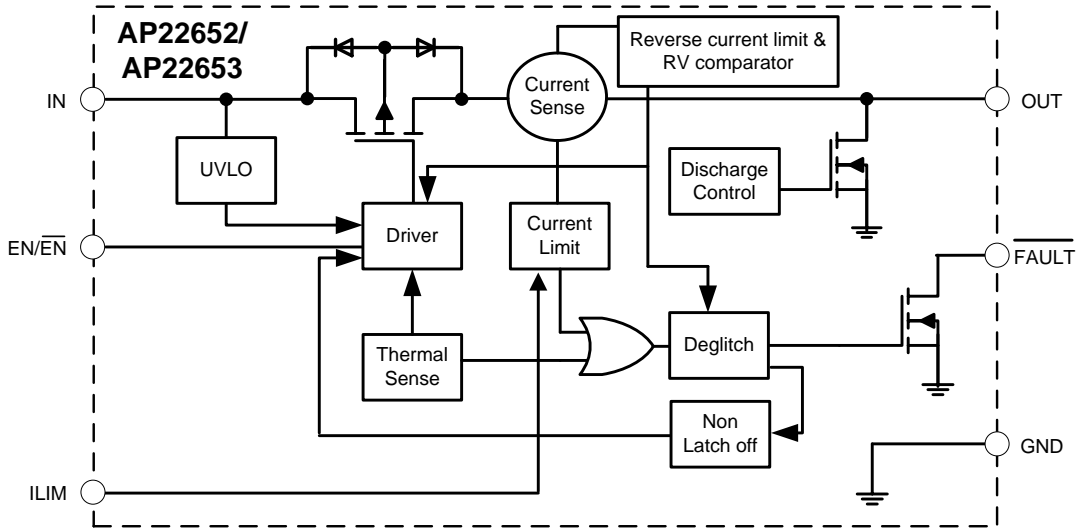 AP22652/
AP22653
Reverse current limit &
RV comparator
IN
Current
Sense
OUT
UVLO
Discharge
Control
Driver
Current
Limit
EN/EN
FAULT
Thermal
Sense
Deglitch
Non
Latch off
GND
ILIM